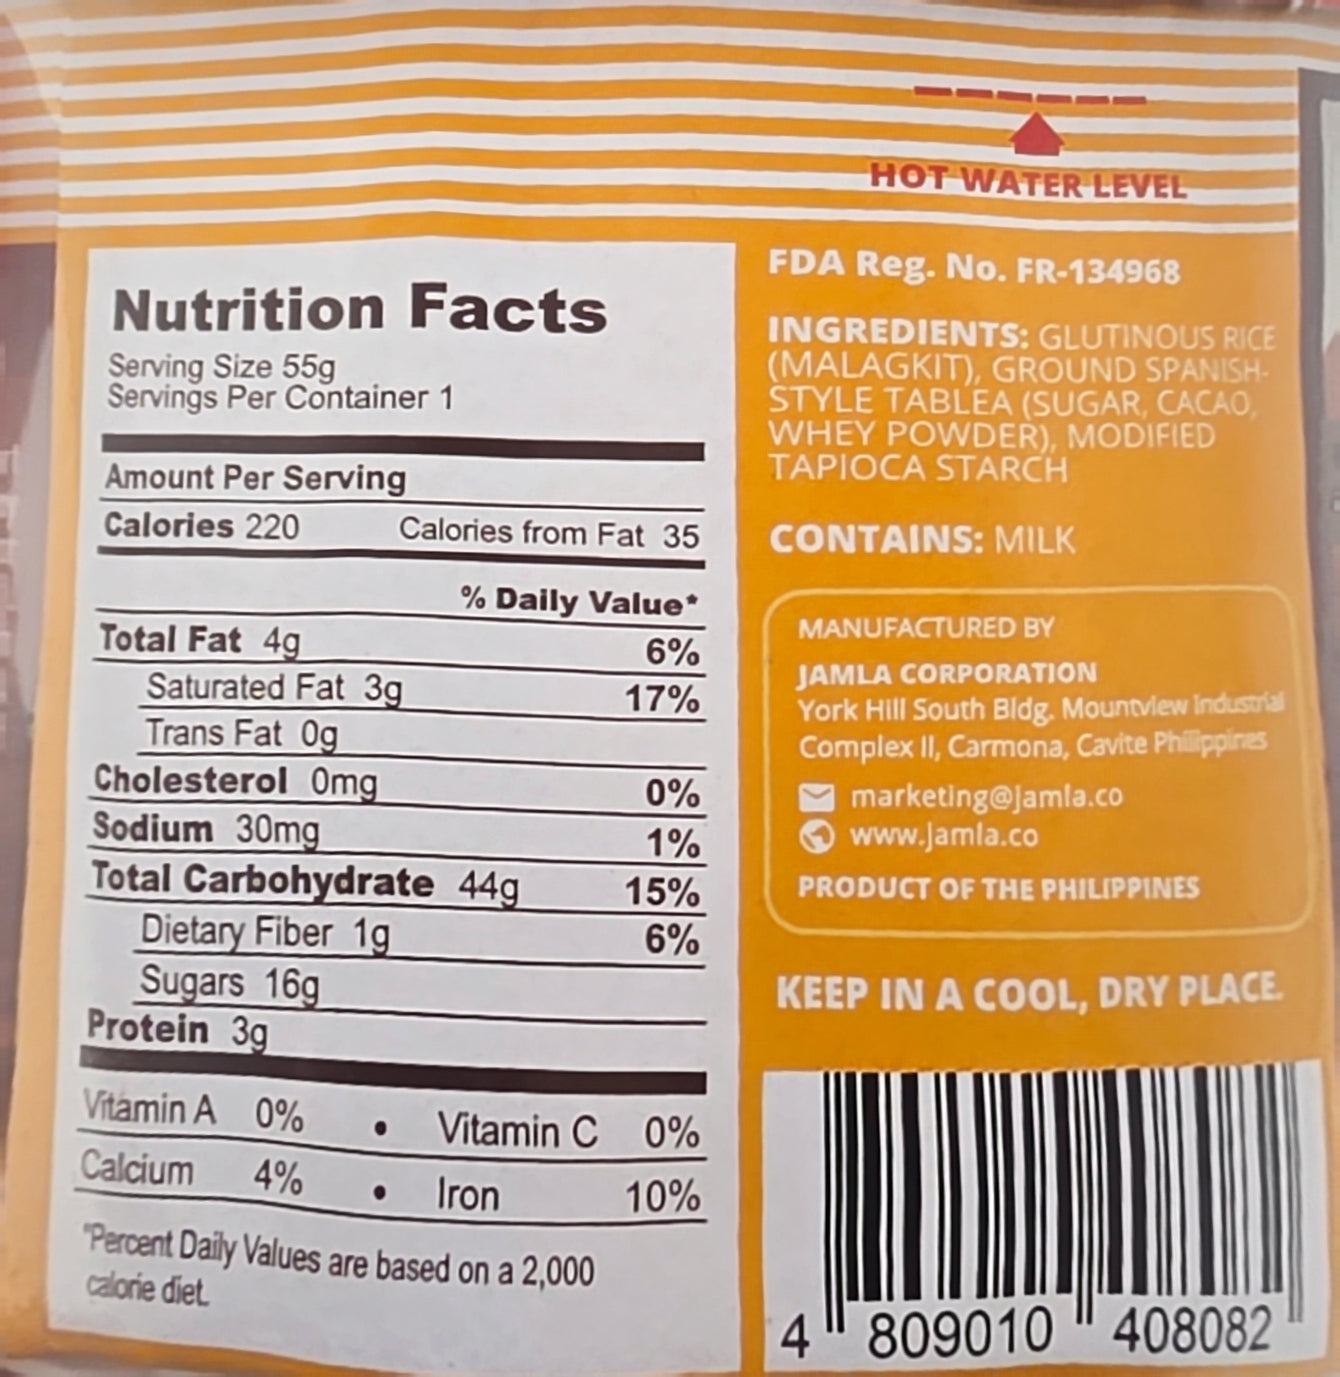 HOT WATER LEVEL
Nutrition Facts
Serving Size 55g
Servings Per Container 1
Amount Per Serving
Calories 220 Calories from Fat 35
% Daily Value*
Total Fat 4g 6%
Saturated Fat 3g 17%
Trans Fat 0g
Cholesterol 0mg 0%
Sodium 30mg 1%
Total Carbohydrate 44g 15%
Dietary Fiber 1g 6%
Sugars 16g
Protein 3g
Vitamin A 0% • Vitamin C 0%
Calcium 4% • Iron 10%
*Percent Daily Values are based on a 2,000
calorie diet.
FDA Reg. No. FR-134968
INGREDIENTS: GLUTINOUS RICE
(MALAGKIT), GROUND SPANISH-
STYLE TABLEA (SUGAR, CACAO,
WHEY POWDER), MODIFIED
TAPIOCA STARCH
CONTAINS: MILK
MANUFACTURED BY
JAMLA CORPORATION
York Hill South Bldg. Mountview Industrial
Complex II, Carmona, Cavite Philippines
marketing@jamla.co
www.jamla.co
PRODUCT OF THE PHILIPPINES
KEEP IN A COOL, DRY PLACE.
4 809010 408082